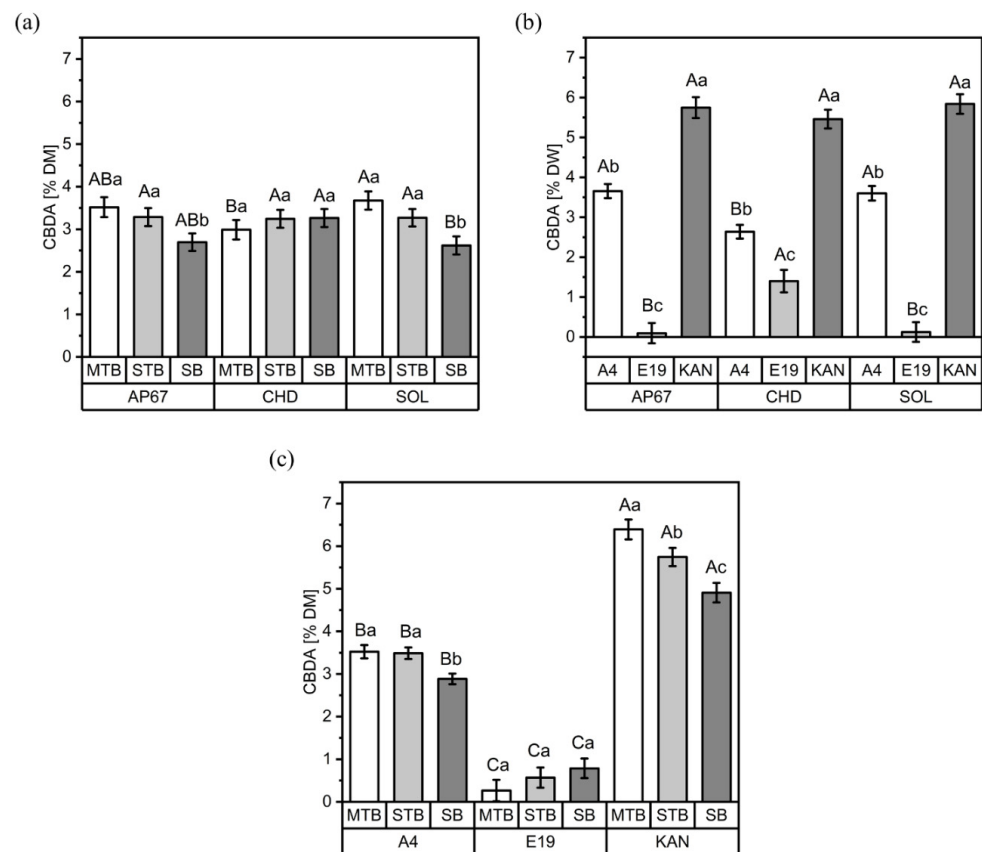 (a)
CBDA [% DM]
7
6
5
4
3
2
1
0
ABa Aa ABb Ba Aa Aa Aa Aa Bb
MTB STB SB MTB STB SB MTB STB SB
AP67 CHD SOL
(b)
CBDA [% DW]
7
6
5
4
3
2
1
0
Ab Bc Aa Bb Ac Aa Ab Bc Aa
A4 E19 KAN A4 E19 KAN A4 E19 KAN
AP67 CHD SOL
(c)
CBDA [% DM]
7
6
5
4
3
2
1
0
Ba Ba Bb Ca Ca Ca Aa Ab Ac
MTB STB SB MTB STB SB MTB STB SB
A4 E19 KAN